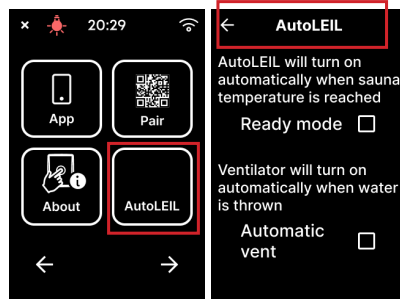 × 20:29
App
Pair
About
AutoLEIL
← →
← AutoLEIL
AutoLEIL will turn on
automatically when sauna
temperature is reached
Ready mode
Ventilator will turn on
automatically when water
is thrown
Automatic
vent